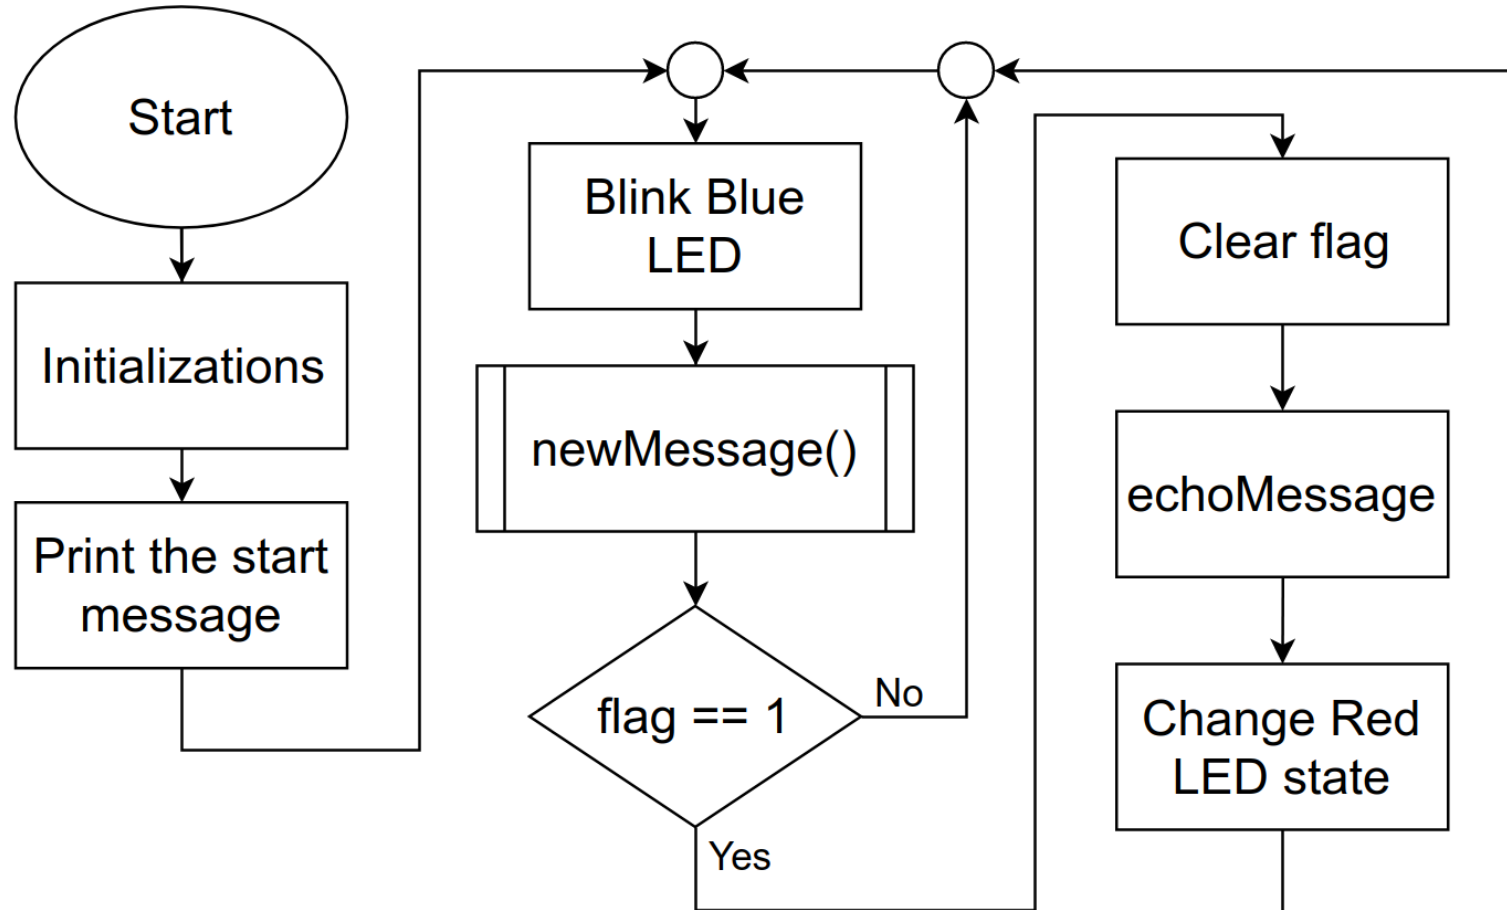 Start
Initializations
Print the start
message
Blink Blue
LED
newMessage()
flag == 1
No
Yes
Clear flag
echoMessage
Change Red
LED state